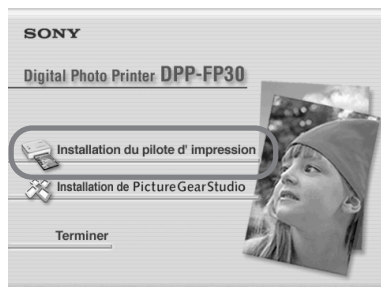 SONY
Digital Photo Printer DPP-FP30
Installation du pilote d' impression
Installation de PictureGearStudio
Terminer